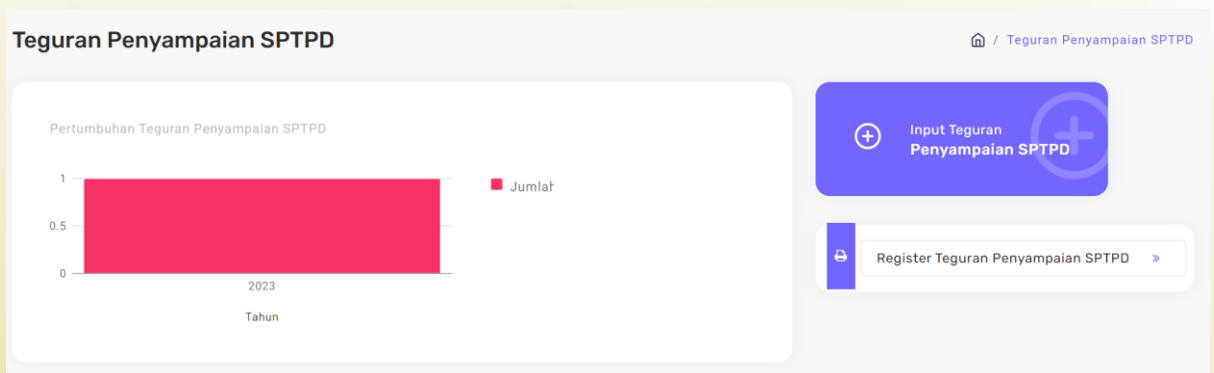 Teguran Penyampaian SPTPD
/ Teguran Penyampaian SPTPD
Pertumbuhan Teguran Penyampaian SPTPD
1
0.5
0
2023
Tahun
Jumlah
Input Teguran
Penyampaian SPTPD
Register Teguran Penyampaian SPTPD »